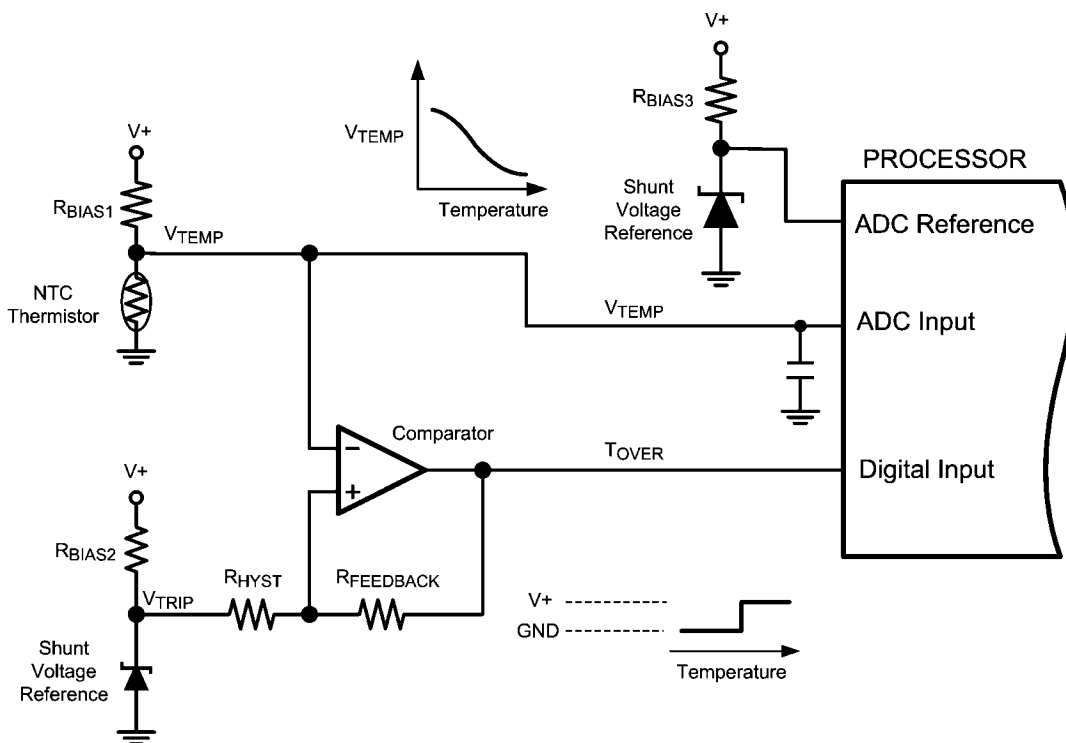 V+
RBIAS3
V+
VTEMP
Temperature
PROCESSOR
Shunt
Voltage
Reference
ADC Reference
RBIAS1
VTEMP
NTC
Thermistor
VTEMP
ADC Input
Comparator
−
+
TOVER
Digital Input
V+
RBIAS2
RHYST
RFEEDBACK
VTRIP
V+
GND
Temperature
Shunt
Voltage
Reference